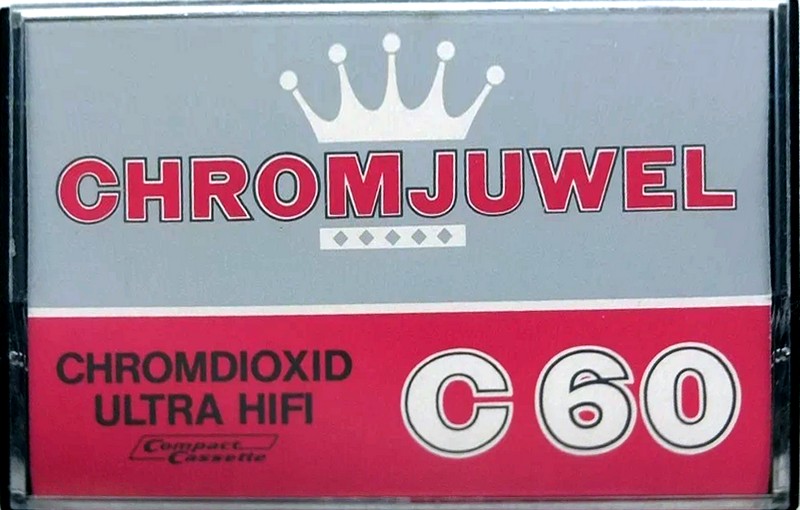 CHROMJUWEL
CHROMDIOXID
ULTRA HIFI
C 60
Compact
Cassette